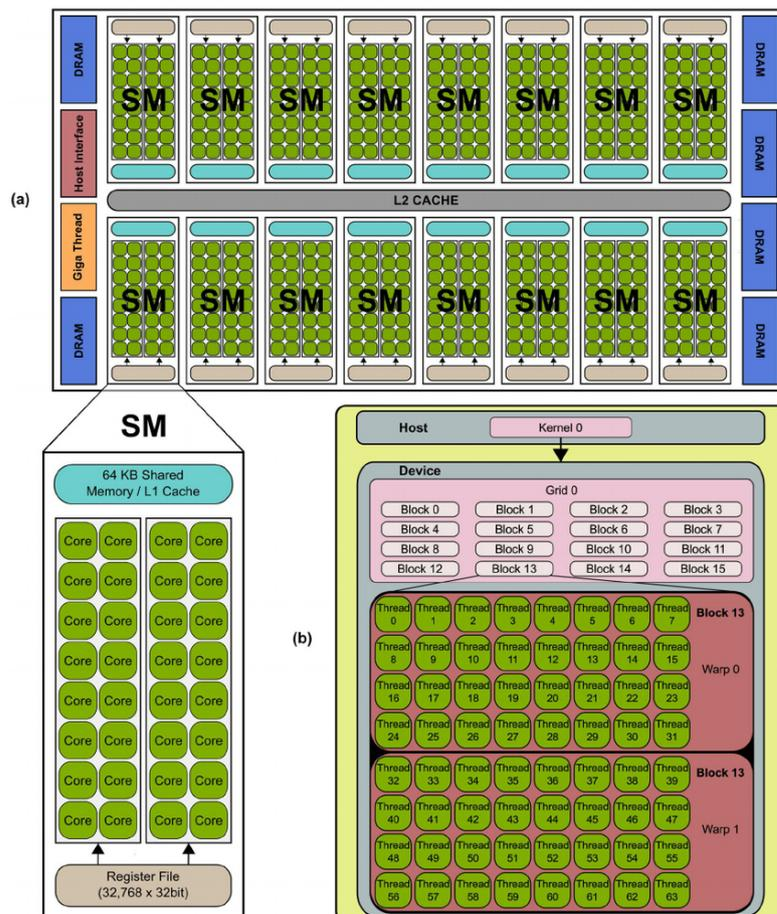 (a)
DRAM
Host Interface
Giga Thread
DRAM
SM SM SM SM SM SM SM SM
L2 CACHE
SM SM SM SM SM SM SM SM
DRAM
DRAM
DRAM
DRAM
SM
64 KB Shared
Memory / L1 Cache
Core Core Core Core
Core Core Core Core
Core Core Core Core
Core Core Core Core
Core Core Core Core
Core Core Core Core
Core Core Core Core
Core Core Core Core
Register File
(32,768 x 32bit)
(b)
Host
Kernel 0
Device
Grid 0
Block 0 Block 1 Block 2 Block 3
Block 4 Block 5 Block 6 Block 7
Block 8 Block 9 Block 10 Block 11
Block 12 Block 13 Block 14 Block 15
Block 13
Warp 0
Thread Thread Thread Thread Thread Thread Thread Thread
0 1 2 3 4 5 6 7
Thread Thread Thread Thread Thread Thread Thread Thread
8 9 10 11 12 13 14 15
Thread Thread Thread Thread Thread Thread Thread Thread
16 17 18 19 20 21 22 23
Thread Thread Thread Thread Thread Thread Thread Thread
24 25 26 27 28 29 30 31
Block 13
Warp 1
Thread Thread Thread Thread Thread Thread Thread Thread
32 33 34 35 36 37 38 39
Thread Thread Thread Thread Thread Thread Thread Thread
40 41 42 43 44 45 46 47
Thread Thread Thread Thread Thread Thread Thread Thread
48 49 50 51 52 53 54 55
Thread Thread Thread Thread Thread Thread Thread Thread
56 57 58 59 60 61 62 63